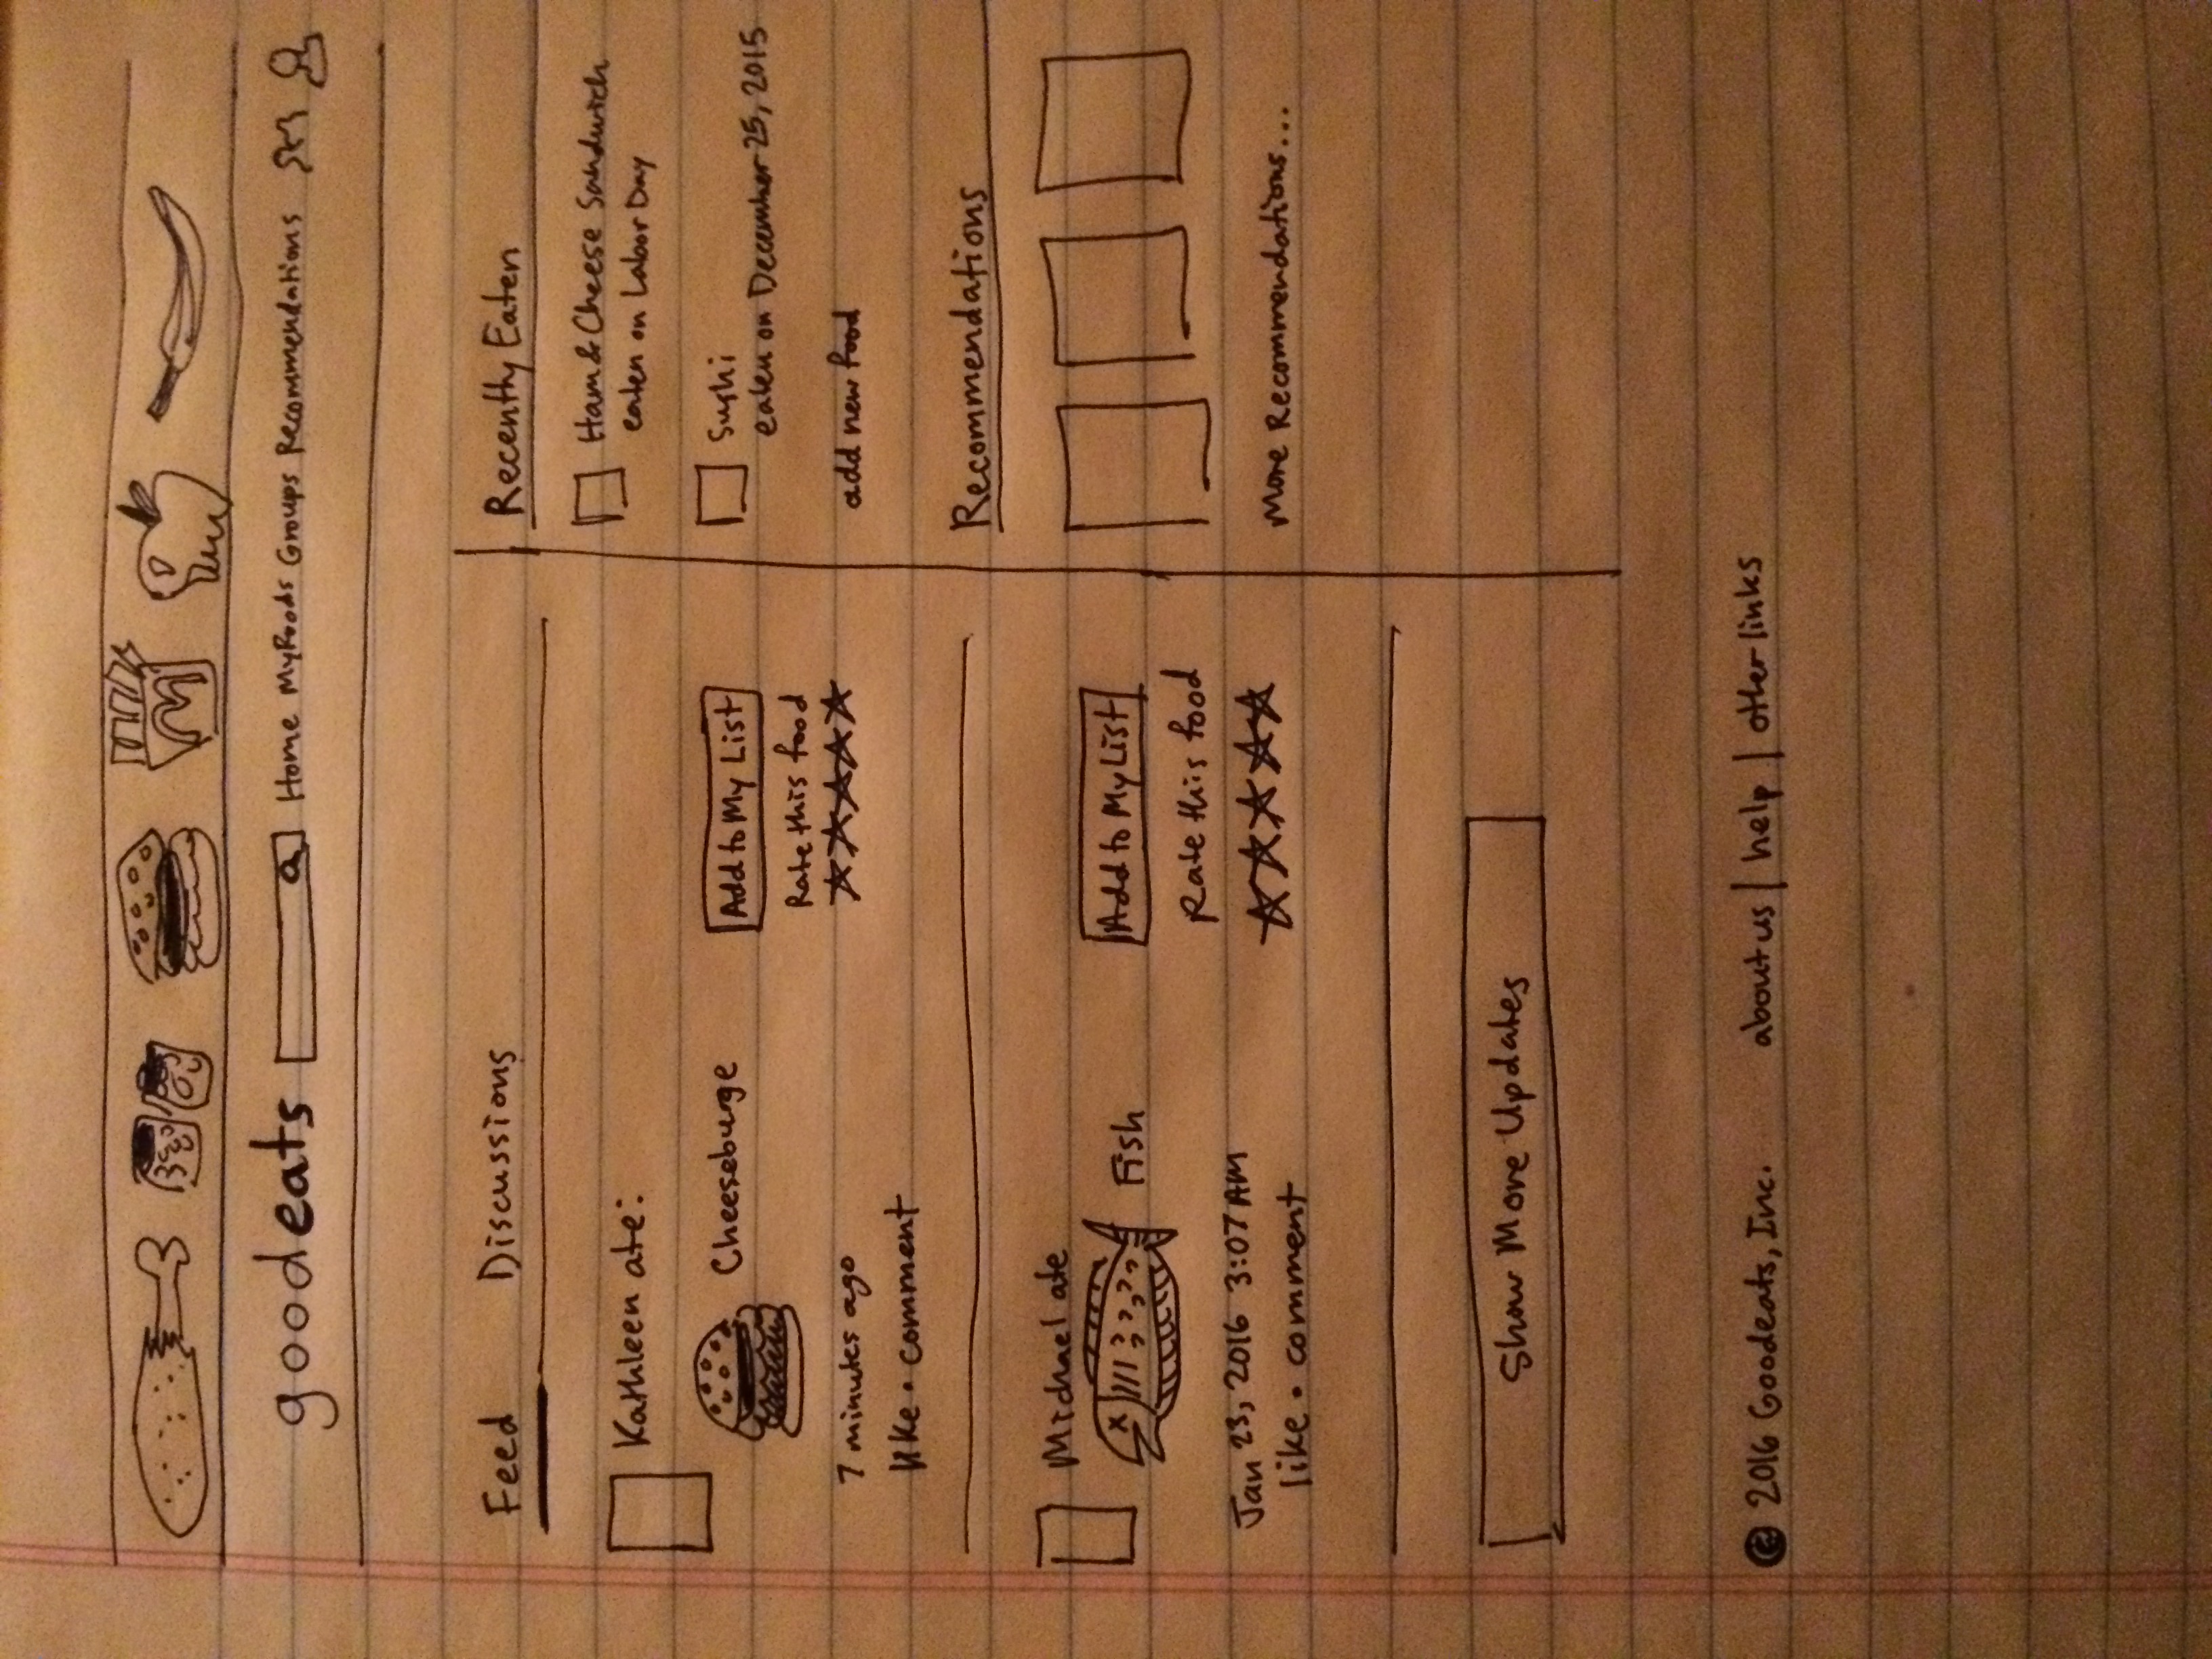 goodeats Home MyFoods Groups Recommendations
Feed Discussions
Kathleen ate:
Cheeseburge
Add to My List
Rate this food
7 minutes ago
like • comment
Michael ate
Fish
Add to My List
Rate this food
Jan 23, 2016 3:07 AM
like • comment
Show More Updates
Recently Eaten
Ham & Cheese Sandwich
eaten on Labor Day
Sushi
eaten on December 25, 2015
add new food
Recommendations
More Recommendations...
© 2016 Goodeats, Inc. about us | help | other links